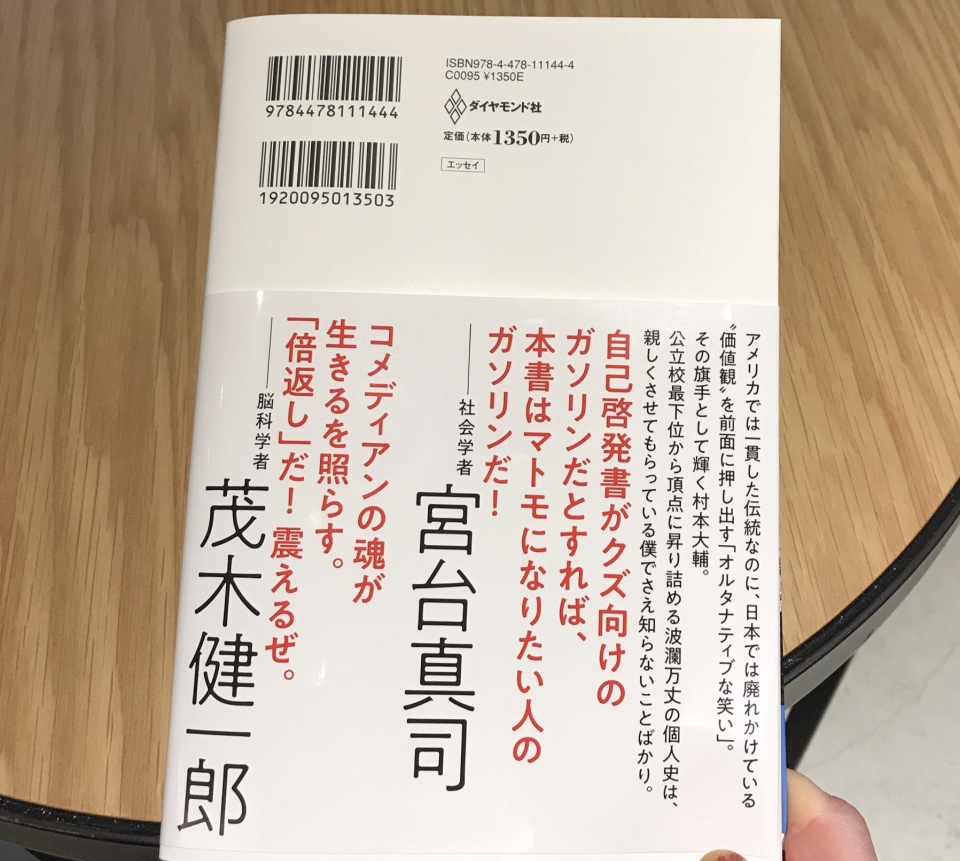 9784478111444
1920095013503
ISBN978-4-478-11144-4
C0095 ¥1350E
ダイヤモンド社
定価(本体1350円+税)
エッセイ
アメリカでは一貫した伝統なのに、日本では廃れかけている
〝価値観〟を前面に押し出す「オルタナティブな笑い」。
その旗手として輝く村本大輔。
公立校最下位から頂点に昇り詰める波瀾万丈の個人史は、
親しくさせてもらっている僕でさえ知らないことばかり。
自己啓発書がクズ向けの
ガソリンだとすれば、
本書はマトモになりたい人の
ガソリンだ!
──社会学者 宮台真司
コメディアンの魂が
生きるを照らす。
「倍返し」だ! 震えるぜ。
──脳科学者 茂木健一郎